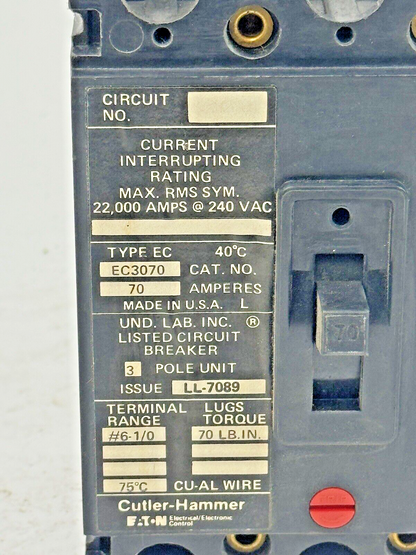 CIRCUIT
NO.
CURRENT
INTERRUPTING
RATING
MAX. RMS SYM.
22,000 AMPS @ 240 VAC
TYPE EC 40°C
EC3070 CAT. NO.
70 AMPERES
MADE IN U.S.A. L
UND. LAB. INC. ®
LISTED CIRCUIT
BREAKER
3 POLE UNIT
ISSUE LL-7089
TERMINAL LUGS
RANGE TORQUE
#6-1/0 70 LB.IN.
75°C CU-AL WIRE
Cutler-Hammer
EATON Electrical/Electronic
Control
70